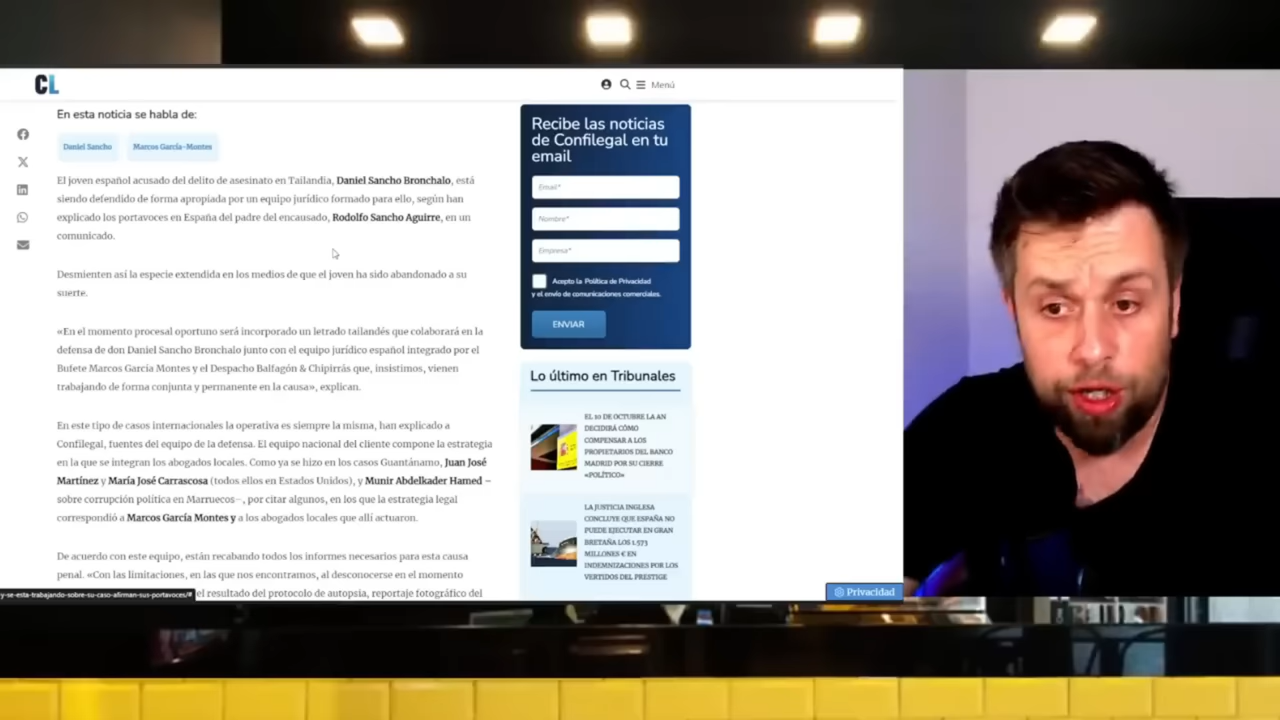 CL
Menú
En esta noticia se habla de:
Daniel Sancho
Marcos García-Montes
El joven español acusado del delito de asesinato en Tailandia, Daniel Sancho Bronchalo, está
siendo defendido de forma apropiada por un equipo jurídico formado para ello, según han
explicado los portavoces en España del padre del encausado, Rodolfo Sancho Aguirre, en un
comunicado.
Desmienten así la especie extendida en los medios de que el joven ha sido abandonado a su
suerte.
«En el momento procesal oportuno será incorporado un letrado tailandés que colaborará en la
defensa de don Daniel Sancho Bronchalo junto con el equipo jurídico español integrado por el
Bufete Marcos García Montes y el Despacho Balfagón & Chipirrás que, insistimos, vienen
trabajando de forma conjunta y permanente en la causa», explican.
En este tipo de casos internacionales la operativa es siempre la misma, han explicado a
Confilegal, fuentes del equipo de la defensa. El equipo nacional del cliente compone la estrategia
en la que se integran los abogados locales. Como ya se hizo en los casos Guantánamo, Juan José
Martínez y María José Carrascosa (todos ellos en Estados Unidos), y Munir Abdelkader Hamed –
sobre corrupción política en Marruecos–, por citar algunos, en los que la estrategia legal
correspondió a Marcos García Montes y a los abogados locales que allí actuaron.
De acuerdo con este equipo, están recabando todos los informes necesarios para esta causa
penal. «Con las limitaciones, en las que nos encontramos, al desconocerse en el momento
el resultado del protocolo de autopsia, reportaje fotográfico del
y-se-esta-trabajando-sobre-su-caso-afirman-sus-portavoces/#
Recibe las noticias
de Confilegal en tu
email
Email*
Nombre*
Empresa*
Acepto la Política de Privacidad
y el envío de comunicaciones comerciales.
ENVIAR
Lo último en Tribunales
EL 10 DE OCTUBRE LA AN
DECIDIRÁ CÓMO
COMPENSAR A LOS
PROPIETARIOS DEL BANCO
MADRID POR SU CIERRE
«POLÍTICO»
LA JUSTICIA INGLESA
CONCLUYE QUE ESPAÑA NO
PUEDE EJECUTAR EN GRAN
BRETAÑA LOS 1.573
MILLONES € EN
INDEMNIZACIONES POR LOS
VERTIDOS DEL PRESTIGE
Privacidad